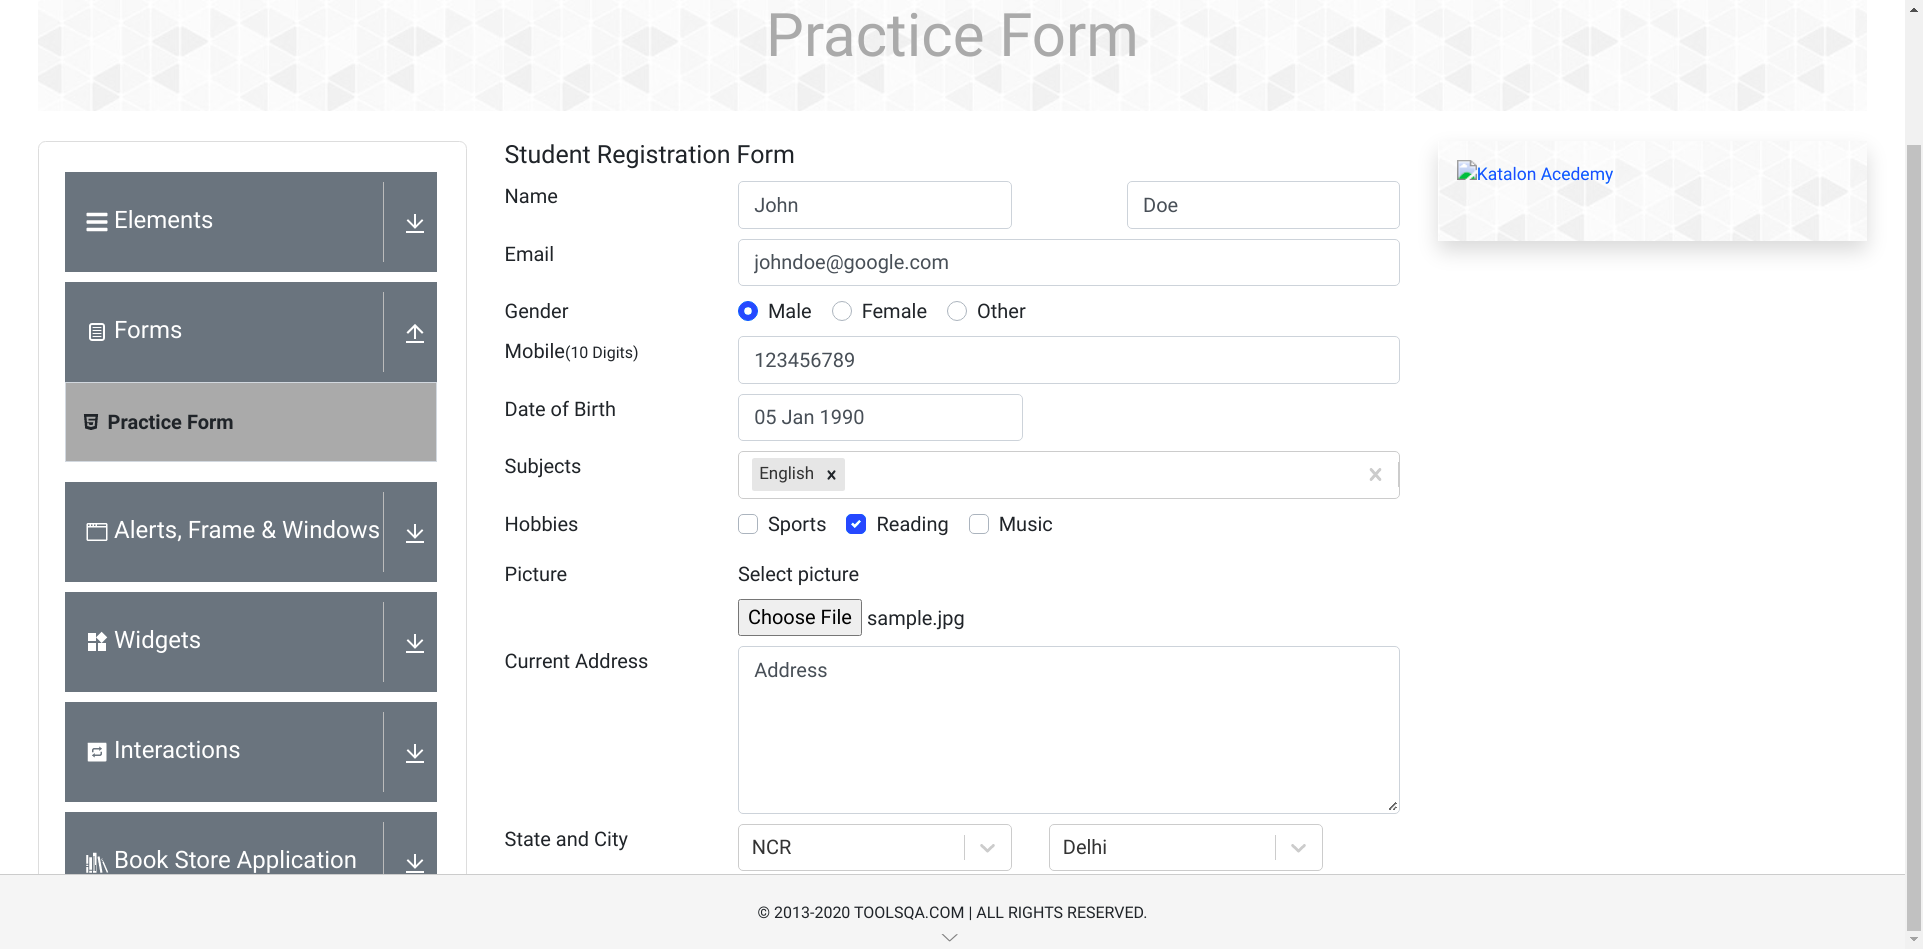 Practice Form
Elements
Forms
Practice Form
Alerts, Frame & Windows
Widgets
Interactions
Book Store Application
Student Registration Form
Name John Doe
Email johndoe@google.com
Gender Male Female Other
Mobile(10 Digits) 123456789
Date of Birth 05 Jan 1990
Subjects English
Hobbies Sports Reading Music
Picture Select picture
Choose File sample.jpg
Current Address Address
State and City NCR Delhi
Katalon Acedemy
© 2013-2020 TOOLSQA.COM | ALL RIGHTS RESERVED.